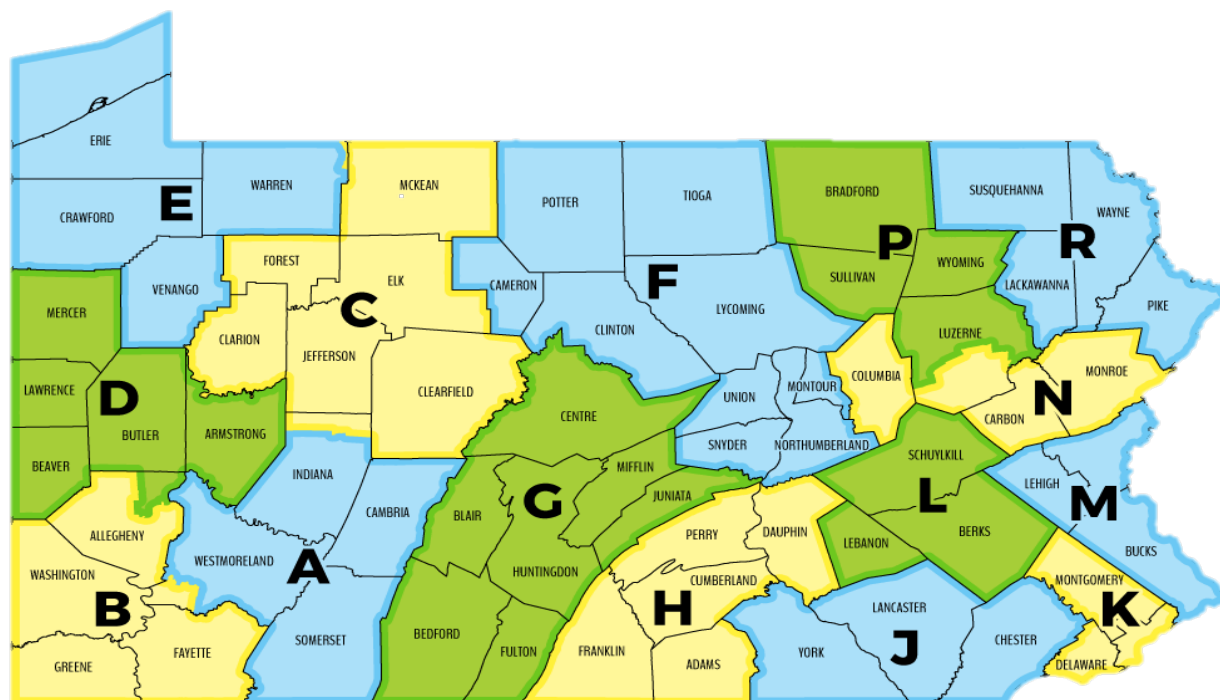 ERIE
WARREN
MCKEAN
POTTER
TIOGA
BRADFORD
SUSQUEHANNA
WAYNE
CRAWFORD
E
P
R
FOREST
ELK
CAMERON
F
SULLIVAN
WYOMING
LACKAWANNA
PIKE
VENANGO
MERCER
C
CLARION
JEFFERSON
CLINTON
LYCOMING
LUZERNE
LAWRENCE
D
BUTLER
ARMSTRONG
CLEARFIELD
CENTRE
UNION
MONTOUR
COLUMBIA
MONROE
N
CARBON
BEAVER
INDIANA
SNYDER
NORTHUMBERLAND
SCHUYLKILL
MIFFLIN
JUNIATA
G
BLAIR
CAMBRIA
L
LEHIGH
M
ALLEGHENY
WESTMORELAND
A
PERRY
DAUPHIN
LEBANON
BERKS
BUCKS
WASHINGTON
B
HUNTINGDON
CUMBERLAND
H
LANCASTER
MONTGOMERY
K
BEDFORD
SOMERSET
FAYETTE
GREENE
FULTON
FRANKLIN
ADAMS
YORK
J
CHESTER
DELAWARE